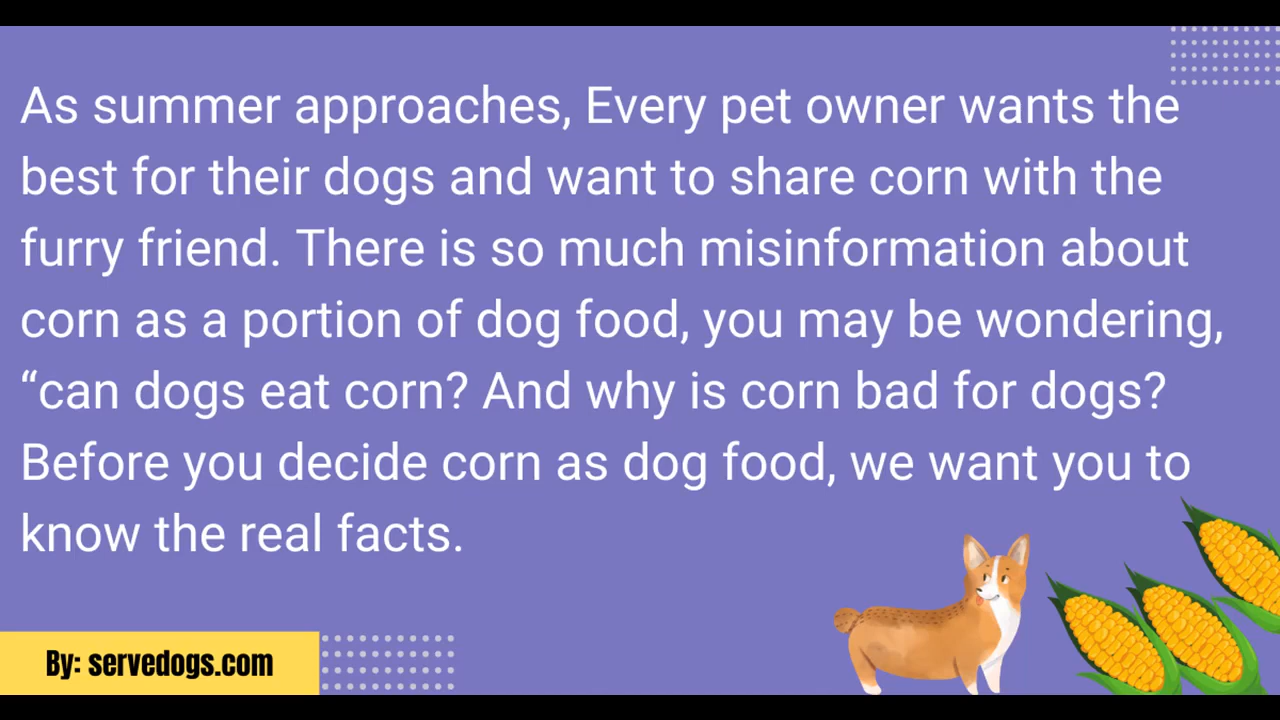 As summer approaches, Every pet owner wants the
best for their dogs and want to share corn with the
furry friend. There is so much misinformation about
corn as a portion of dog food, you may be wondering,
“can dogs eat corn? And why is corn bad for dogs?
Before you decide corn as dog food, we want you to
know the real facts.
By: servedogs.com